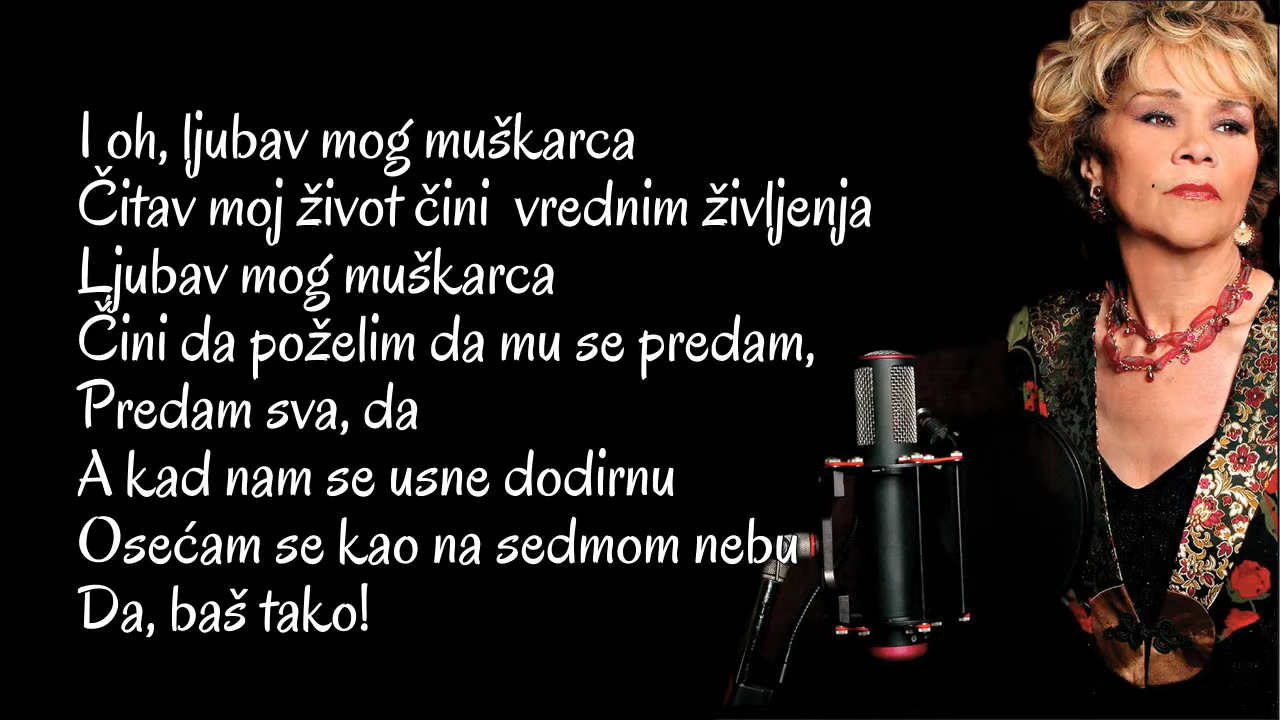 I oh, ljubav mog muškarca
Čitav moj život čini  vrednim življenja
Ljubav mog muškarca
Čini da poželim da mu se predam,
Predam sva, da
A kad nam se usne dodirnu
Osećam se kao na sedmom nebu
Da, baš tako!